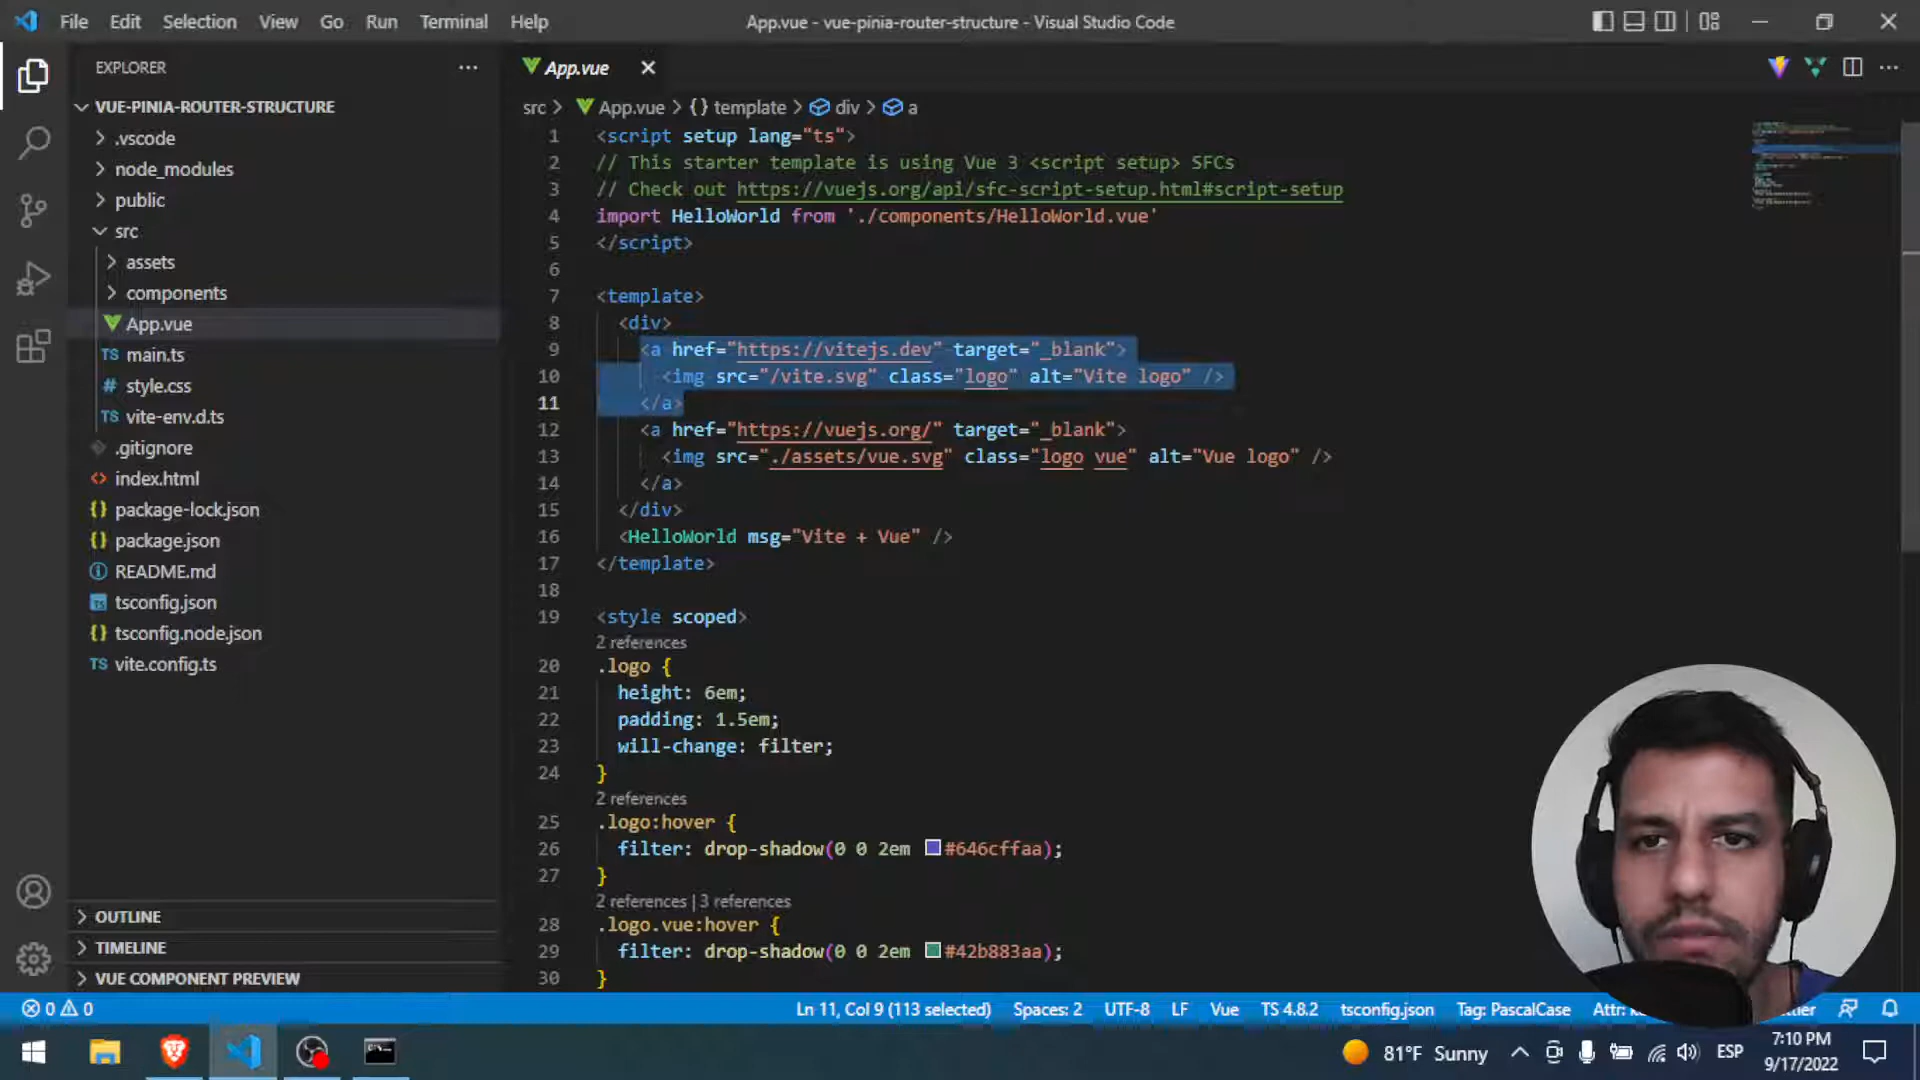 File Edit Selection View Go Run Terminal Help
App.vue - vue-pinia-router-structure - Visual Studio Code
EXPLORER
VUE-PINIA-ROUTER-STRUCTURE
.vscode
node_modules
public
src
assets
components
App.vue
TS main.ts
# style.css
TS vite-env.d.ts
.gitignore
<> index.html
{} package-lock.json
{} package.json
README.md
TS tsconfig.json
{} tsconfig.node.json
TS vite.config.ts
OUTLINE
TIMELINE
VUE COMPONENT PREVIEW
App.vue
src > App.vue > {} template > div > a
1 <script setup lang="ts">
2 // This starter template is using Vue 3 <script setup> SFCs
3 // Check out https://vuejs.org/api/sfc-script-setup.html#script-setup
4 import HelloWorld from './components/HelloWorld.vue'
5 </script>
6
7 <template>
8 <div>
9 <a href="https://vitejs.dev" target="_blank">
10 <img src="/vite.svg" class="logo" alt="Vite logo" />
11 </a>
12 <a href="https://vuejs.org/" target="_blank">
13 <img src="./assets/vue.svg" class="logo vue" alt="Vue logo" />
14 </a>
15 </div>
16 <HelloWorld msg="Vite + Vue" />
17 </template>
18
19 <style scoped>
2 references
20 .logo {
21 height: 6em;
22 padding: 1.5em;
23 will-change: filter;
24 }
2 references
25 .logo:hover {
26 filter: drop-shadow(0 0 2em #646cffaa);
27 }
2 references | 3 references
28 .logo.vue:hover {
29 filter: drop-shadow(0 0 2em #42b883aa);
30 }
0 0
Ln 11, Col 9 (113 selected) Spaces: 2 UTF-8 LF Vue TS 4.8.2 tsconfig.json Tag: PascalCase Attr:
81°F Sunny
ESP
7:10 PM
9/17/2022